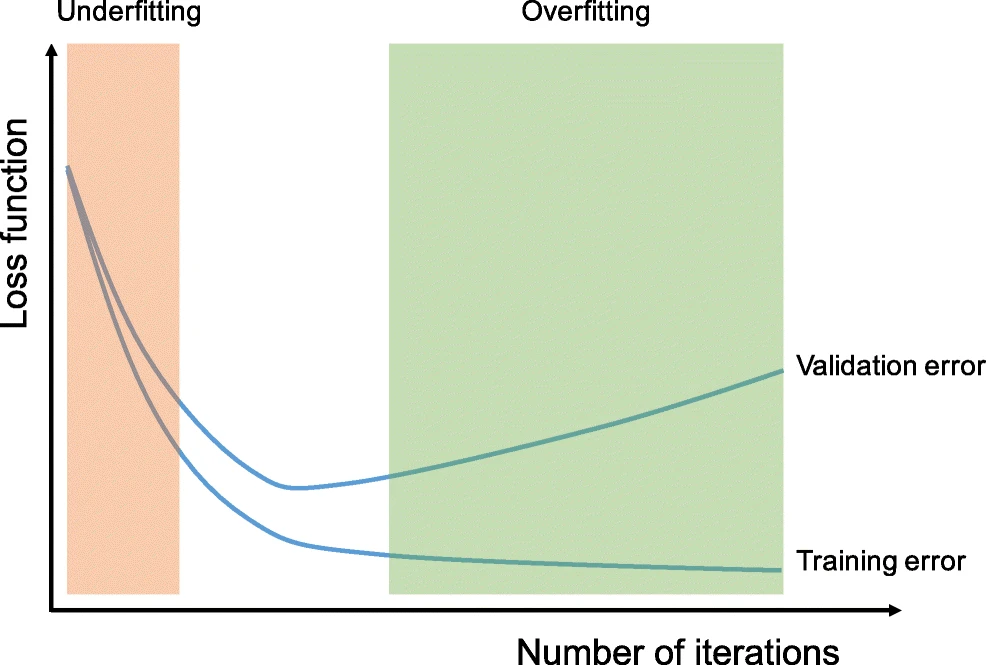 Underfitting
Overfitting
Loss function
Validation error
Training error
Number of iterations